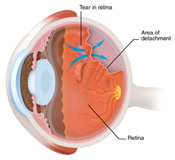 Tear in retina
Area of
detachment
Retina